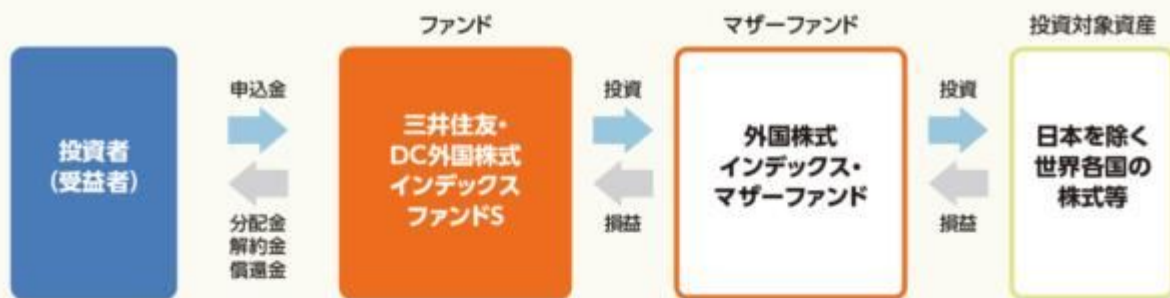 ファンド
マザーファンド
投資対象資産
投資者
(受益者)
申込金
分配金
解約金
償還金
三井住友・
DC外国株式
インデックス
ファンドS
投資
損益
外国株式
インデックス・
マザーファンド
投資
損益
日本を除く
世界各国の
株式等